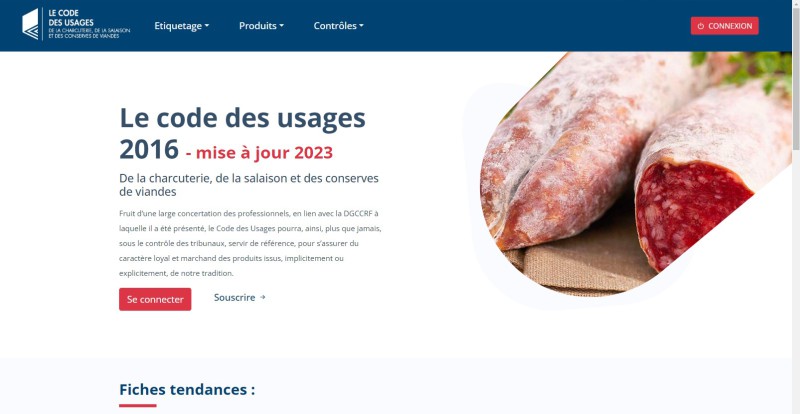 LE CODE
DES USAGES
DE LA CHARCUTERIE, DE LA SALAISON
ET DES CONSERVES DE VIANDES
Etiquetage
Produits
Contrôles
CONNEXION
Le code des usages
2016 - mise à jour 2023
De la charcuterie, de la salaison et des conserves
de viandes
Fruit d'une large concertation des professionnels, en lien avec la DGCCRF à
laquelle il a été présenté, le Code des Usages pourra, ainsi, plus que jamais,
sous le contrôle des tribunaux, servir de référence, pour s'assurer du
caractère loyal et marchand des produits issus, implicitement ou
explicitement, de notre tradition.
Se connecter
Souscrire →
Fiches tendances :